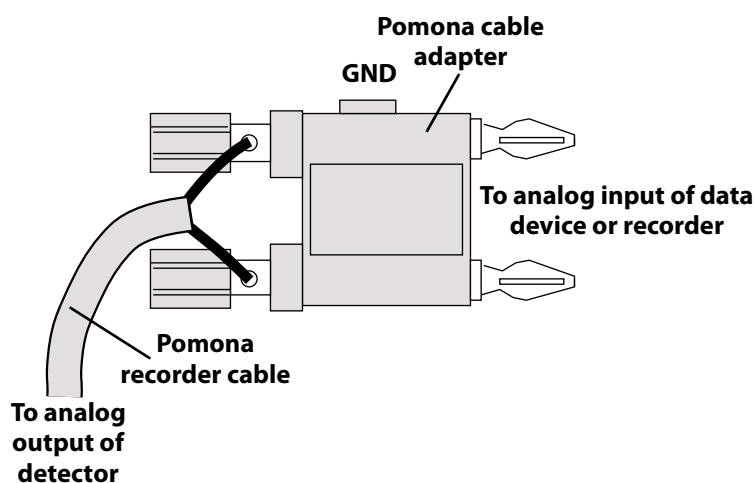 Pomona cable
adapter
GND
To analog input of data
device or recorder
Pomona
recorder cable
To analog
output of
detector